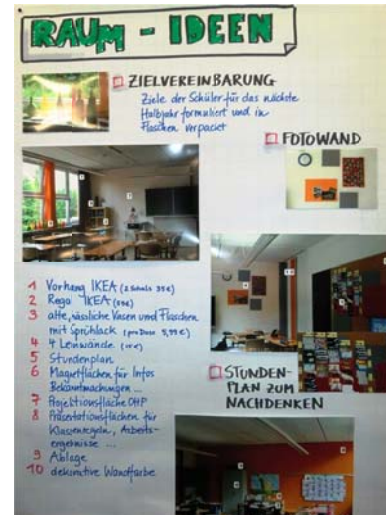 RAUM - IDEEN
ZIELVEREINBARUNG
Ziele der Schüler für das nächste
Halbjahr formuliert und in
Flaschen verpackt
FOTOWAND
1 Vorhang IKEA (2 Schals 35€)
2 Regal IKEA
3 alte, hässliche Vasen und Flaschen
mit Sprühlack (pro Dose 5,99€)
4 4 Leinwände
5 Stundenplan
6 Magnetflächen für Infos
Bekanntmachungen ...
7 Projektionsfläche OHP
8 Präsentationsflächen für
Klassenregeln, Arbeits-
ergebnisse ...
9 Ablage
10 dekorative Wandfarbe
STUNDEN-
PLAN ZUM
NACHDENKEN